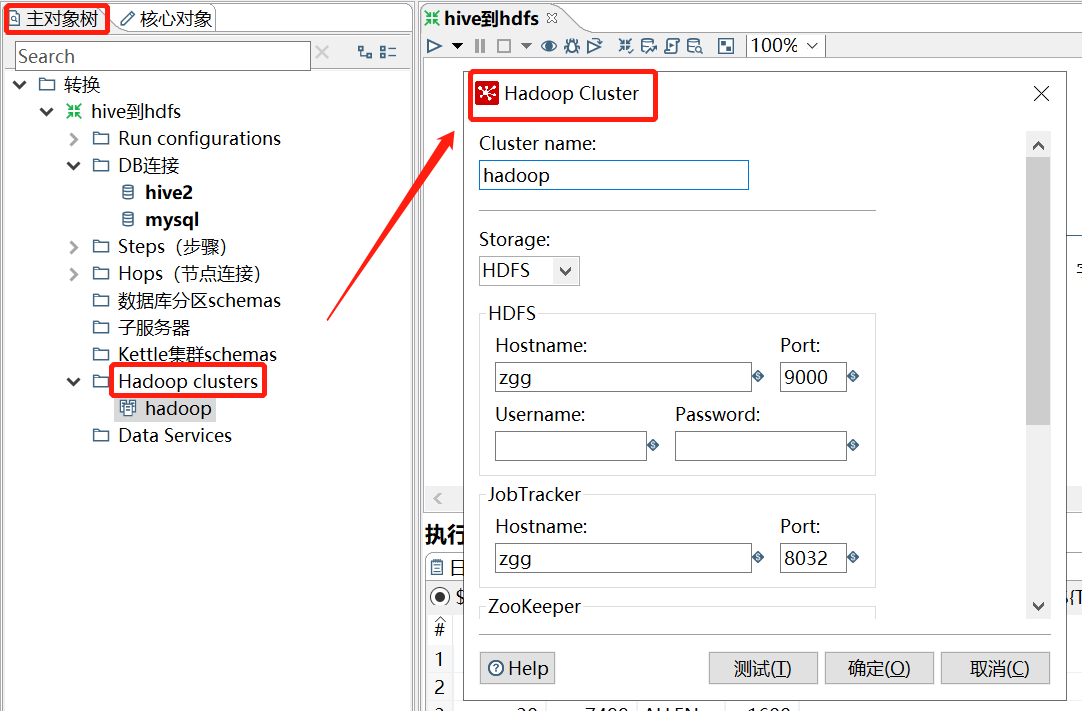 主对象树
核心对象
Search
转换
hive到hdfs
Run configurations
DB连接
hive2
mysql
Steps（步骤）
Hops（节点连接）
数据库分区schemas
子服务器
Kettle集群schemas
Hadoop clusters
hadoop
Data Services
hive到hdfs
100%
Hadoop Cluster
Cluster name:
hadoop
Storage:
HDFS
HDFS
Hostname:
Port:
zgg
9000
Username:
Password:
JobTracker
Hostname:
Port:
zgg
8032
ZooKeeper
Help
测试(T)
确定(O)
取消(C)
执行
日
$
#
1
2